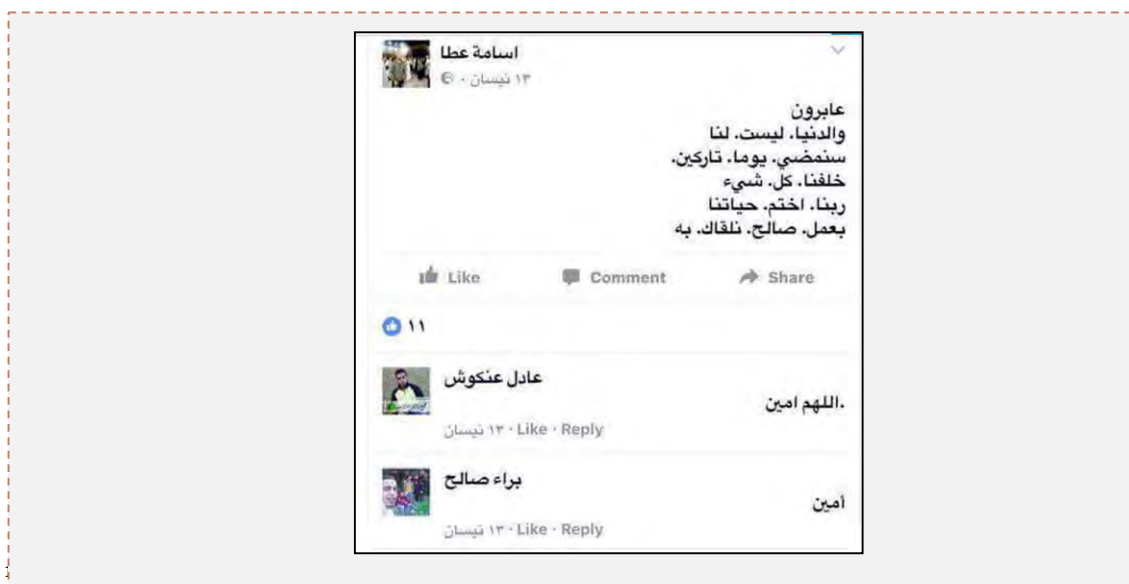 اسامة عطا
١٣ نيسان ·
عابرون
والدنيا. ليست. لنا
سنمضي. يوما. تاركين.
خلفنا. كل. شيء
ربنا. اختم. حياتنا
بعمل. صالح. نلقاك. به
Like Comment Share
١١
عادل عنكوش
.اللهم امين
١٣ نيسان · Like · Reply
براء صالح
أمين
١٣ نيسان · Like · Reply